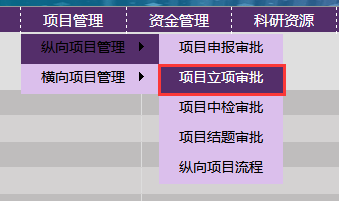 项目管理 资金管理 科研资源
纵向项目管理 项目申报审批
横向项目管理 项目立项审批
项目中检审批
项目结题审批
纵向项目流程